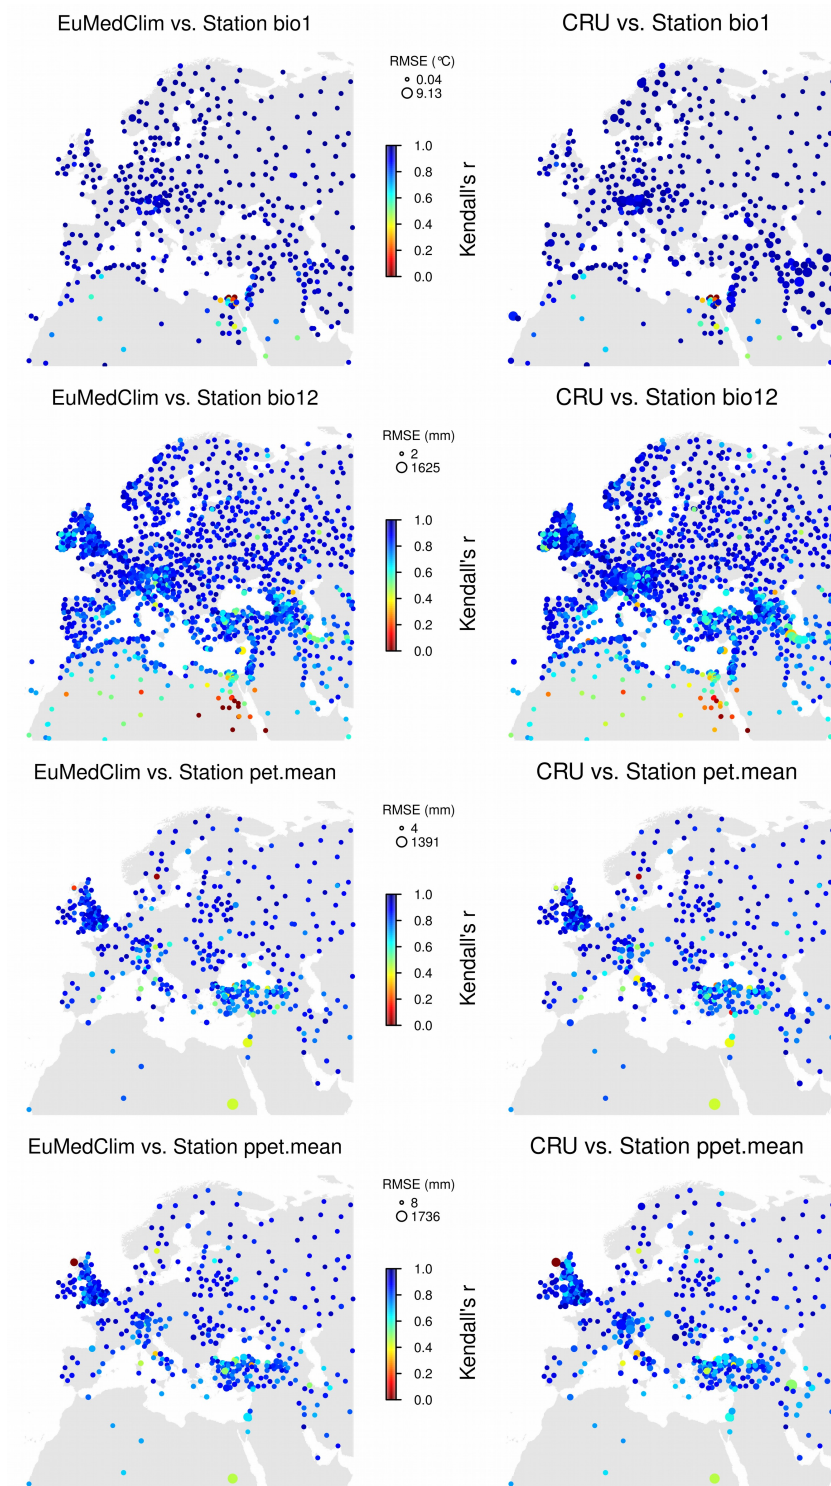 EuMedClim vs. Station bio1
CRU vs. Station bio1
RMSE (°C)
0.04
9.13
1.0
0.8
0.6
0.4
0.2
0.0
Kendall's r
EuMedClim vs. Station bio12
CRU vs. Station bio12
RMSE (mm)
2
1625
1.0
0.8
0.6
0.4
0.2
0.0
Kendall's r
EuMedClim vs. Station pet.mean
CRU vs. Station pet.mean
RMSE (mm)
4
1391
1.0
0.8
0.6
0.4
0.2
0.0
Kendall's r
EuMedClim vs. Station ppet.mean
CRU vs. Station ppet.mean
RMSE (mm)
8
1736
1.0
0.8
0.6
0.4
0.2
0.0
Kendall's r